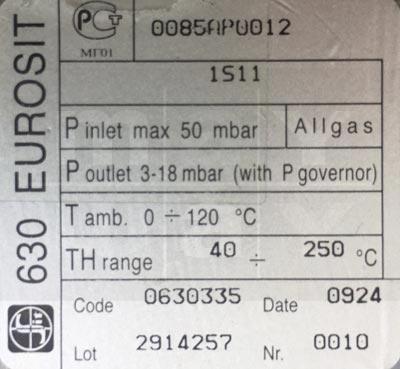 630 EUROSIT
РСТ
МГ01
0085AP0012
1S11
P inlet max 50 mbar
Allgas
P outlet 3-18 mbar (with P governor)
T amb. 0 ÷ 120 °C
TH range 40 ÷ 250 °C
Code 0630335 Date 0924
Lot 2914257 Nr. 0010